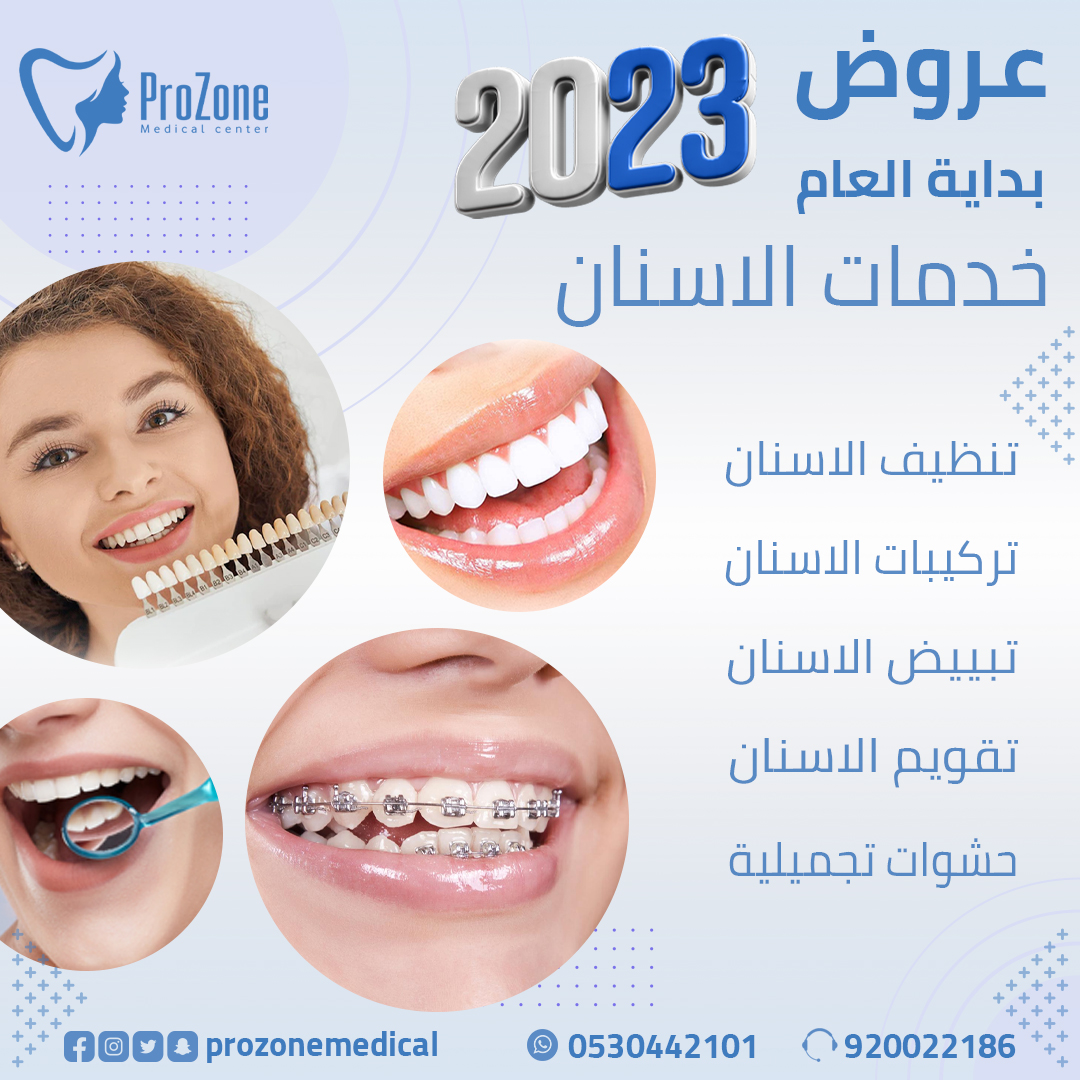 ProZone
Medical center
عروض
2023
بداية العام
خدمات الاسنان
تنظيف الاسنان
تركيبات الاسنان
تبييض الاسنان
تقويم الاسنان
حشوات تجميلية
prozonemedical
0530442101
920022186